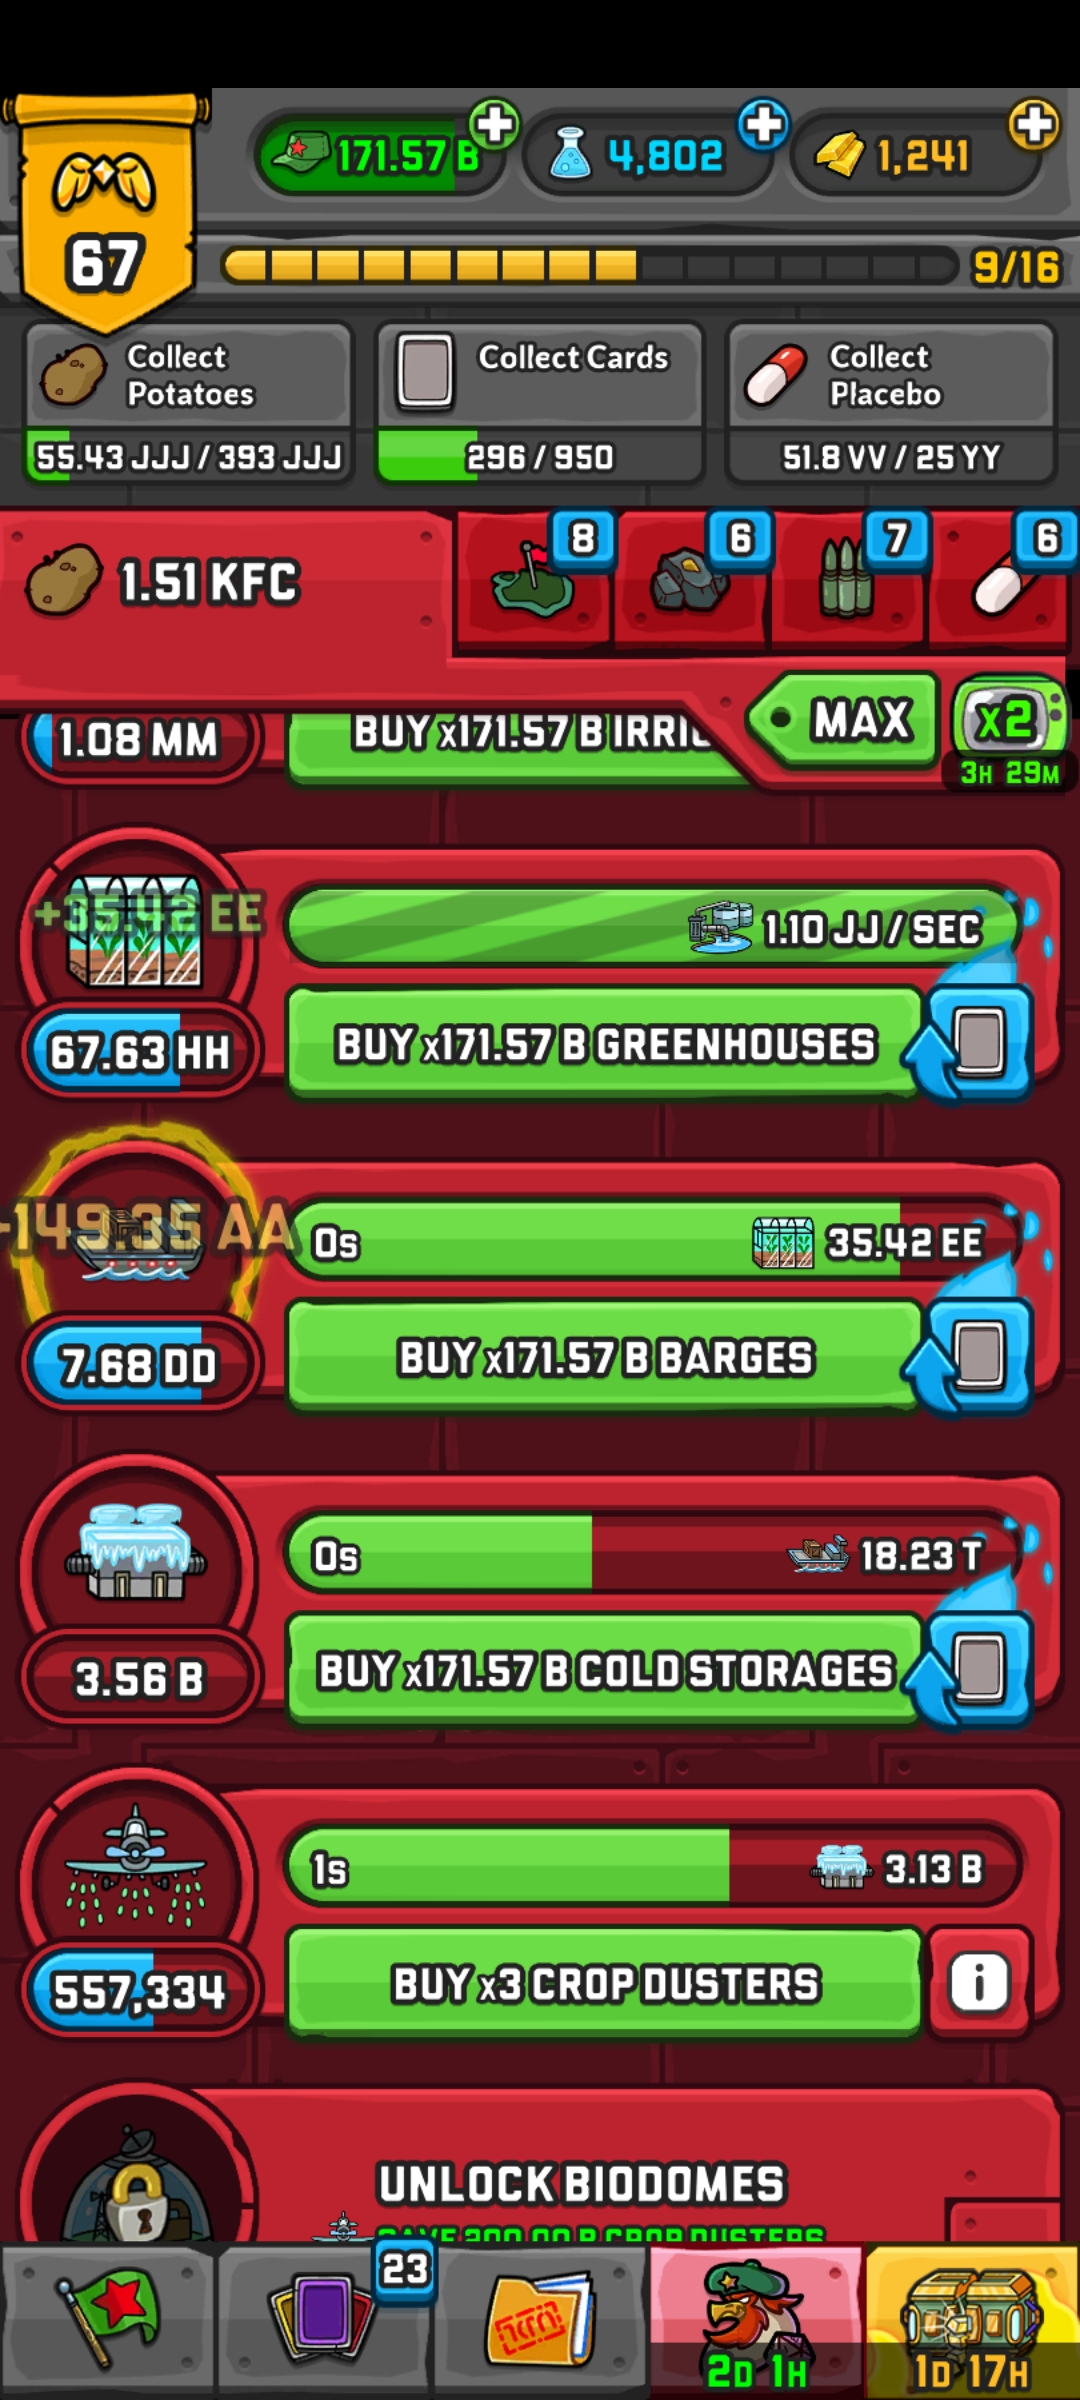 67
171.57 B
4,802
1,241
9/16
Collect
Potatoes
55.43 JJJ / 393 JJJ
Collect Cards
296 / 950
Collect
Placebo
51.8 VV / 25 YY
1.51 KFC
8
6
7
6
MAX
x2
3H 29M
1.08 MM
BUY x171.57 B
+35.42 EE
1.10 JJ / SEC
67.63 HH
BUY x171.57 B GREENHOUSES
149.35 AA
0s
35.42 EE
7.68 DD
BUY x171.57 B BARGES
0s
18.23 T
3.56 B
BUY x171.57 B COLD STORAGES
1s
3.13 B
557,334
BUY x3 CROP DUSTERS
i
UNLOCK BIODOMES
CROP DUSTERS
23
2D 1H
1D 17H